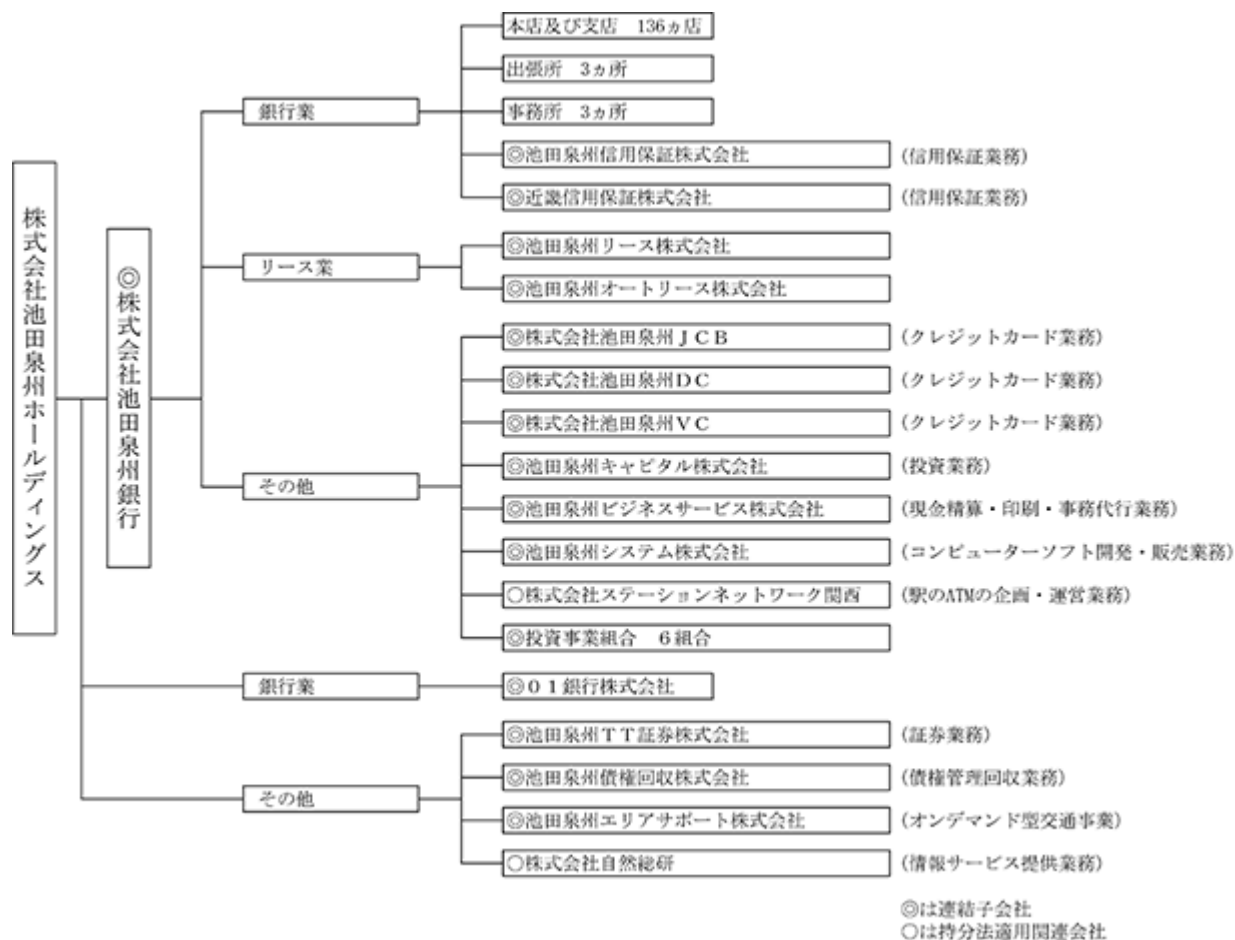 株式会社池田泉州ホールディングス
◎株式会社池田泉州銀行
銀行業
本店及び支店　136ヵ店
出張所　3ヵ所
事務所　3ヵ所
◎池田泉州信用保証株式会社　(信用保証業務)
◎近畿信用保証株式会社　(信用保証業務)
リース業
◎池田泉州リース株式会社
◎池田泉州オートリース株式会社
その他
◎株式会社池田泉州ＪＣＢ　(クレジットカード業務)
◎株式会社池田泉州ＤＣ　(クレジットカード業務)
◎株式会社池田泉州ＶＣ　(クレジットカード業務)
◎池田泉州キャピタル株式会社　(投資業務)
◎池田泉州ビジネスサービス株式会社　(現金精算・印刷・事務代行業務)
◎池田泉州システム株式会社　(コンピューターソフト開発・販売業務)
○株式会社ステーションネットワーク関西　(駅のATMの企画・運営業務)
◎投資事業組合　６組合
銀行業
◎０１銀行株式会社
その他
◎池田泉州ＴＴ証券株式会社　(証券業務)
◎池田泉州債権回収株式会社　(債権管理回収業務)
◎池田泉州エリアサポート株式会社　(オンデマンド型交通事業)
○株式会社自然総研　(情報サービス提供業務)
◎は連結子会社
○は持分法適用関連会社